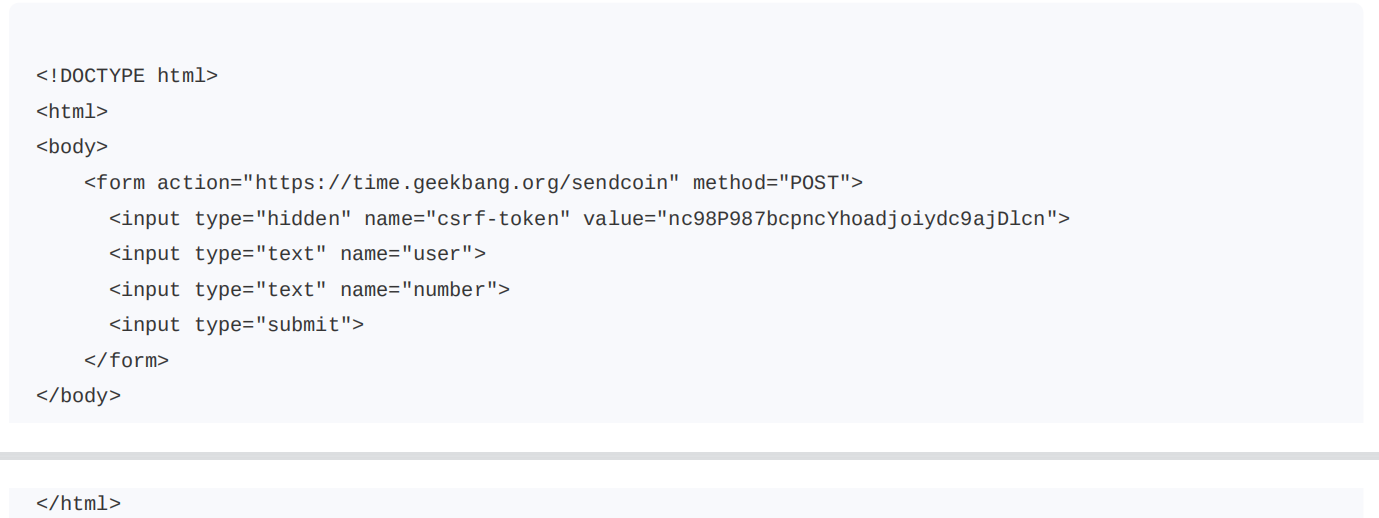 <!DOCTYPE html>
<html>
<body>
    <form action="https://time.geekbang.org/sendcoin" method="POST">
      <input type="hidden" name="csrf-token" value="nc98P987bcpncYhoadjoiydc9ajDlcn">
      <input type="text" name="user">
      <input type="text" name="number">
      <input type="submit">
    </form>
</body>
</html>